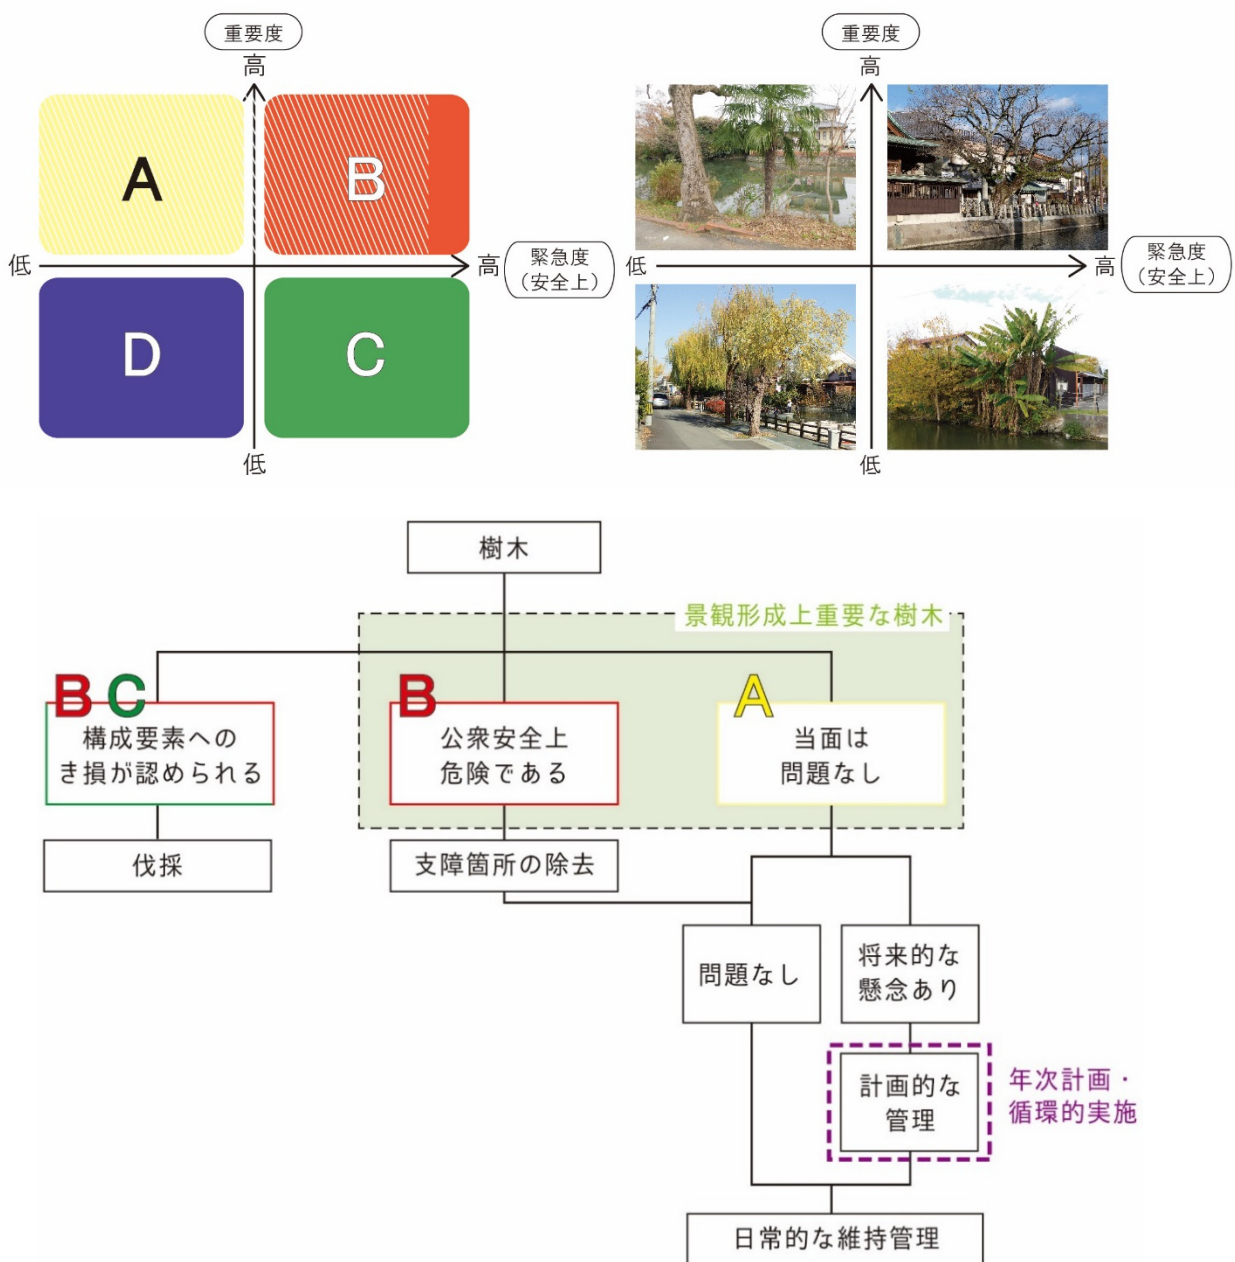 重要度
高
A
B
低
高
緊急度
(安全上)
D
C
低
重要度
高
低
高
緊急度
(安全上)
低
樹木
景観形成上重要な樹木
B C
構成要素への
き損が認められる
B
公衆安全上
危険である
A
当面は
問題なし
伐採
支障箇所の除去
問題なし
将来的な
懸念あり
計画的な
管理
年次計画・
循環的実施
日常的な維持管理